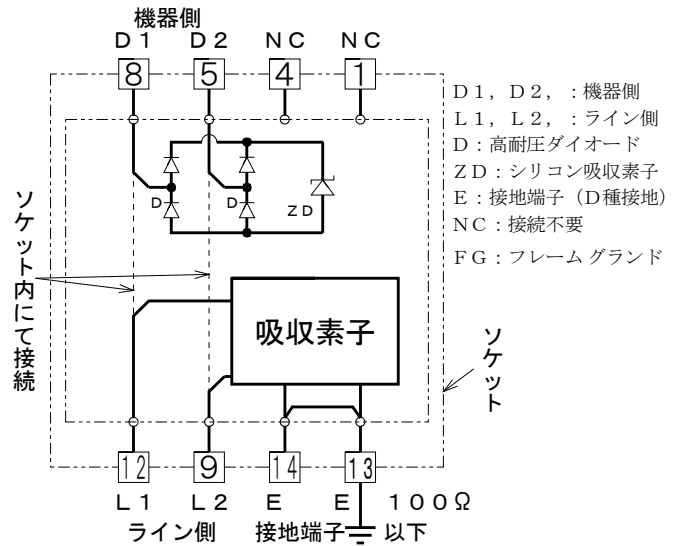 機器側
D1 D2 NC NC
8 5 4 1
D1,D2,:機器側
L1,L2,:ライン側
D:高耐圧ダイオード
ZD:シリコン吸収素子
E:接地端子(D種接地)
NC:接続不要
FG:フレームグランド
D D ZD
ソケット内にて接続
吸収素子
ソケット
12 9 14 13
L1 L2 E E 100Ω
ライン側 接地端子 以下